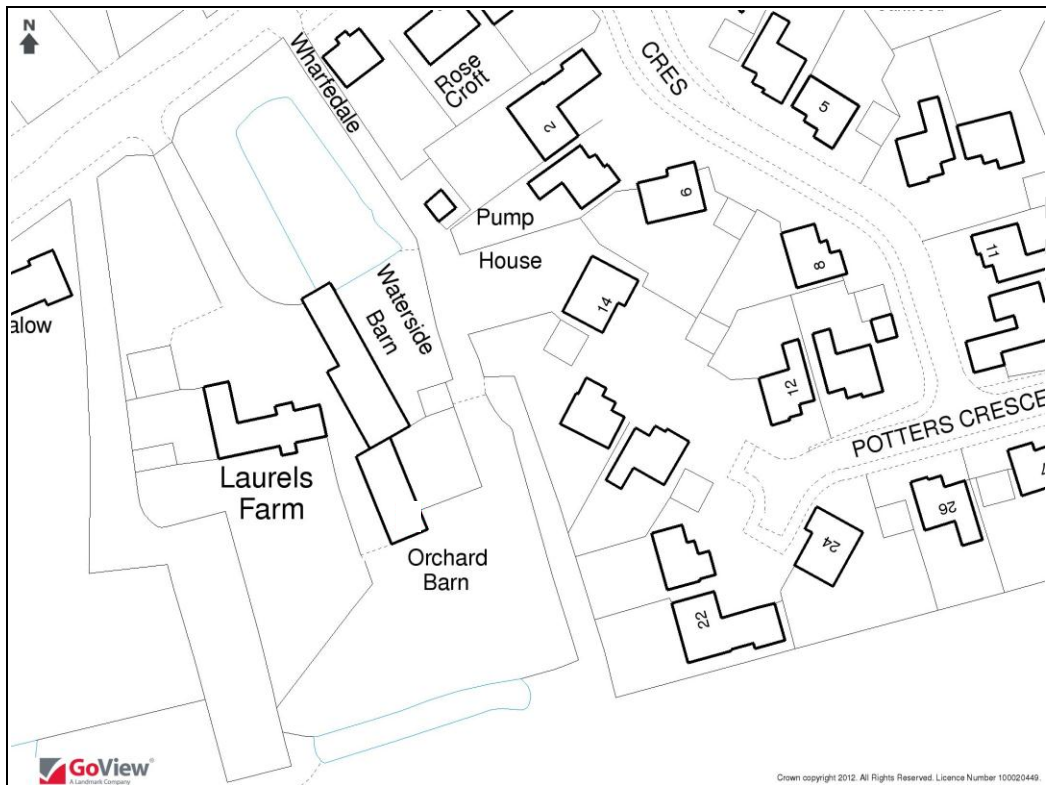 N
Wharfedale
Rose
Croft
CRES
2
5
6
Pump
House
8
11
14
Waterside
Barn
alow
12
POTTERS CRESCE
Laurels
Farm
26
24
Orchard
Barn
22
GoView®
A Landmark Company
Crown copyright 2012. All Rights Reserved. Licence Number 100020449.